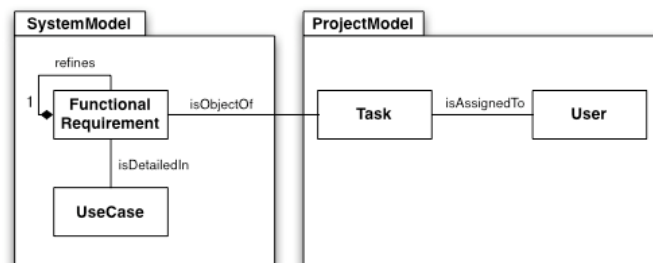 SystemModel
ProjectModel
refines
1
Functional
Requirement
isObjectOf
Task
isAssignedTo
User
isDetailedIn
UseCase